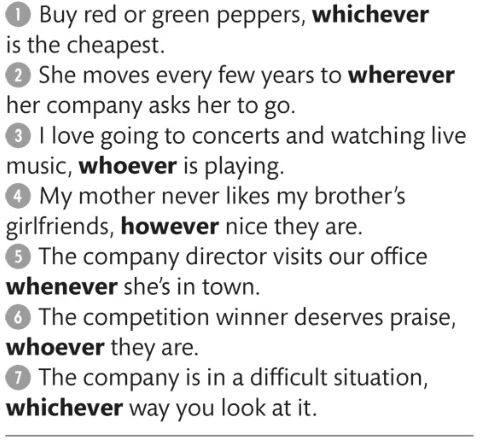 1 Buy red or green peppers, whichever
is the cheapest.
2 She moves every few years to wherever
her company asks her to go.
3 I love going to concerts and watching live
music, whoever is playing.
4 My mother never likes my brother's
girlfriends, however nice they are.
5 The company director visits our office
whenever she's in town.
6 The competition winner deserves praise,
whoever they are.
7 The company is in a difficult situation,
whichever way you look at it.